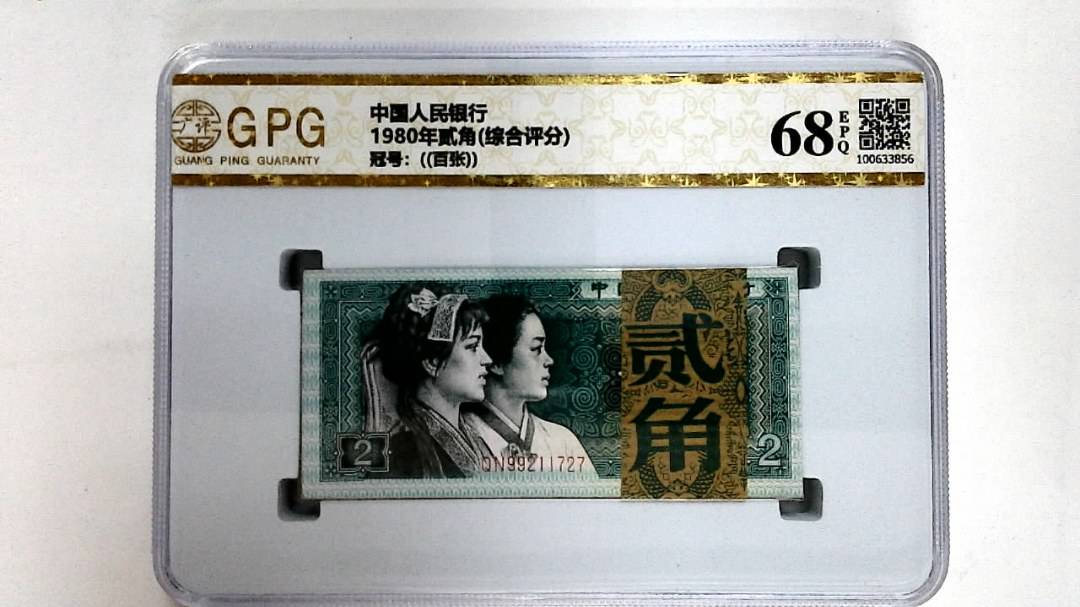 GPG
GUANG PING GUARANTY
中国人民银行
1980年贰角(综合评分)
冠号：((百张))
68
EPQ
100633856
中
贰角
2
QN99211727
2